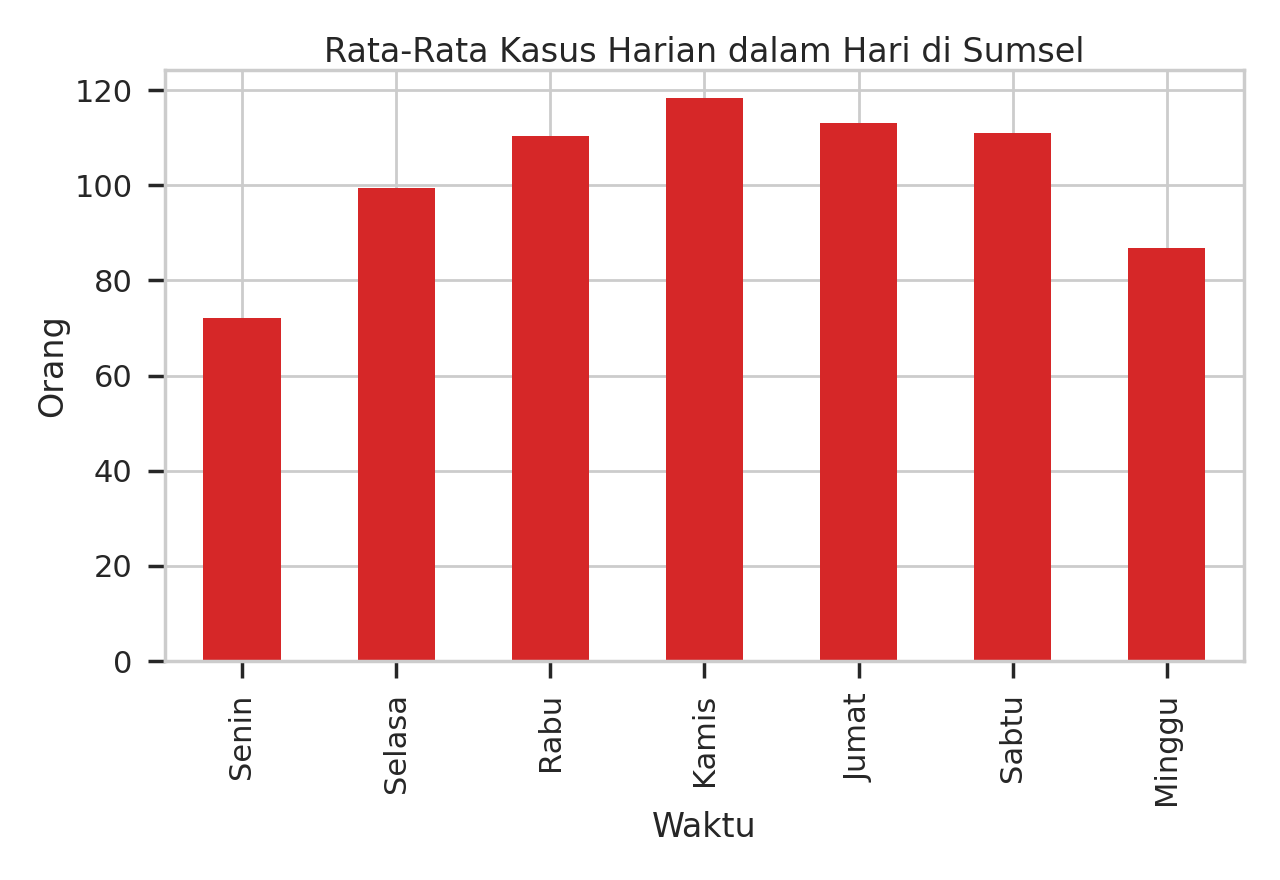 Rata-Rata Kasus Harian dalam Hari di Sumsel
120
100
80
60
40
20
0
Orang
Senin
Selasa
Rabu
Kamis
Jumat
Sabtu
Minggu
Waktu